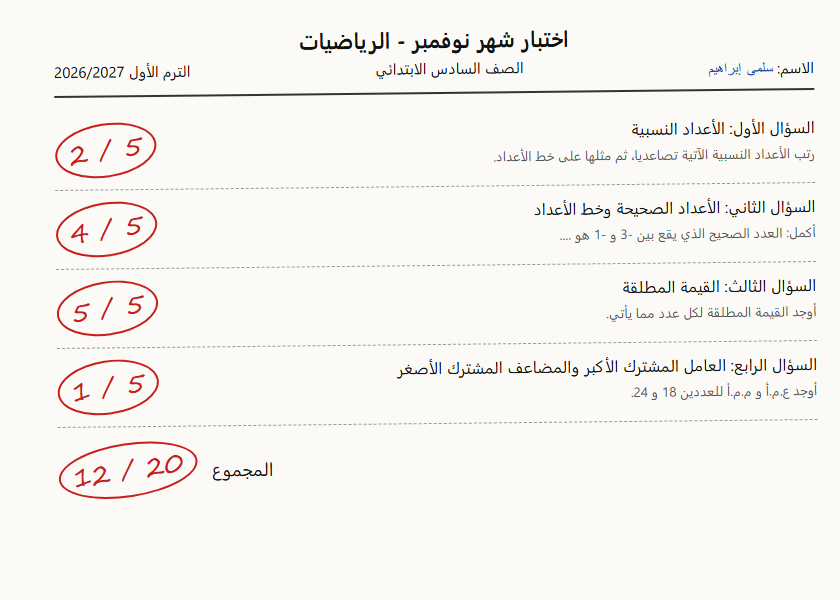 اختبار شهر نوفمبر - الرياضيات
الاسم: سلمى إبراهيم
الصف السادس الابتدائي
الترم الأول 2026/2027
السؤال الأول: الأعداد النسبية
رتب الأعداد النسبية الآتية تصاعديا، ثم مثلها على خط الأعداد.
2 / 5
السؤال الثاني: الأعداد الصحيحة وخط الأعداد
أكمل: العدد الصحيح الذي يقع بين -3 و -1 هو ....
4 / 5
السؤال الثالث: القيمة المطلقة
أوجد القيمة المطلقة لكل عدد مما يأتي.
5 / 5
السؤال الرابع: العامل المشترك الأكبر والمضاعف المشترك الأصغر
أوجد ع.م.أ و م.م.أ للعددين 18 و 24.
1 / 5
المجموع
12 / 20